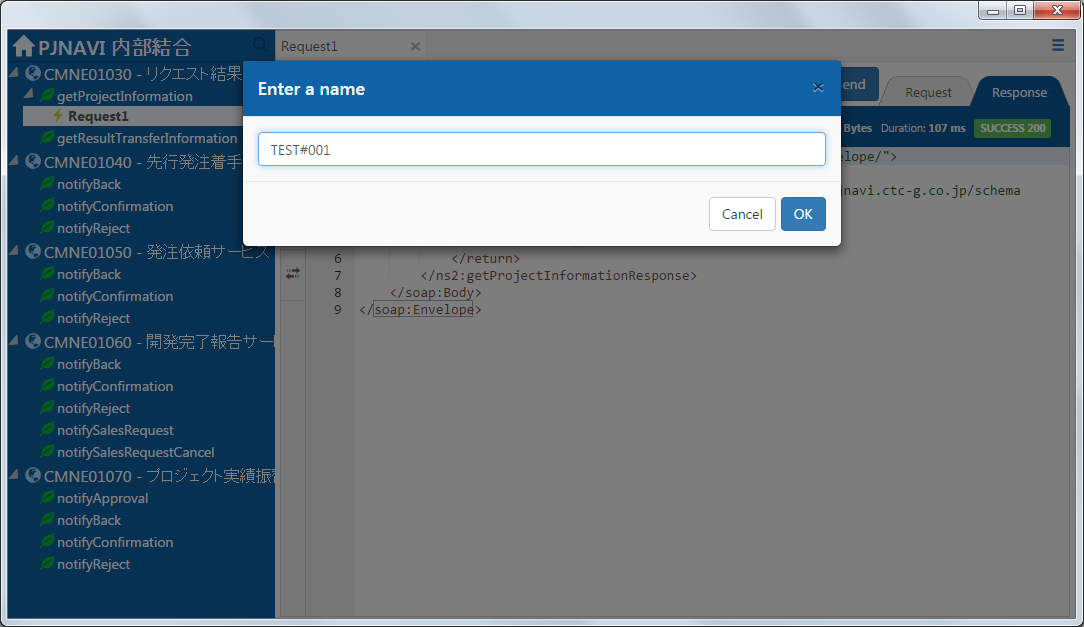 PJNAVI 内部結合
CMNE01030 - リクエスト結果
getProjectInformation
Request1
getResultTransferInformation
CMNE01040 - 先行発注着手
notifyBack
notifyConfirmation
notifyReject
CMNE01050 - 発注依頼サービス
notifyBack
notifyConfirmation
notifyReject
CMNE01060 - 開発完了報告サー
notifyBack
notifyConfirmation
notifyReject
notifySalesRequest
notifySalesRequestCancel
CMNE01070 - プロジェクト実績振
notifyApproval
notifyBack
notifyConfirmation
notifyReject
Request1
Enter a name
TEST#001
Cancel
OK
end
Request
Response
Bytes Duration: 107 ms SUCCESS 200
elope/">
navi.ctc-g.co.jp/schema
6 </return>
7 </ns2:getProjectInformationResponse>
8 </soap:Body>
9 </soap:Envelope>